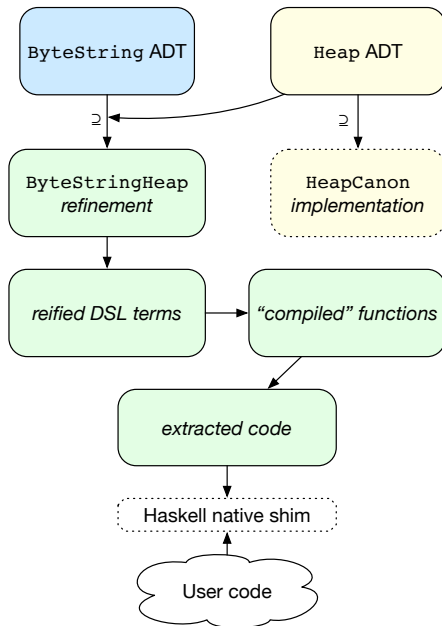 ByteString ADT
Heap ADT
⊇
⊇
ByteStringHeap
refinement
HeapCanon
implementation
reified DSL terms
“compiled” functions
extracted code
Haskell native shim
User code